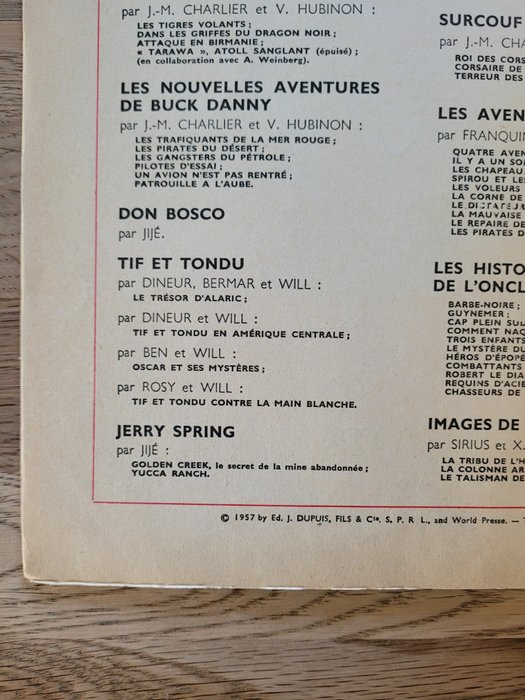 par J.-M. CHARLIER et V. HUBINON :
LES TIGRES VOLANTS ;
DANS LES GRIFFES DU DRAGON NOIR ;
ATTAQUE EN BIRMANIE ;
« TARAWA », ATOLL SANGLANT (épuisé) ;
(en collaboration avec A. Weinberg).
LES NOUVELLES AVENTURES
DE BUCK DANNY
par J.-M. CHARLIER et V. HUBINON :
LES TRAFIQUANTS DE LA MER ROUGE ;
LES PIRATES DU DÉSERT ;
LES GANGSTERS DU PÉTROLE ;
PILOTES D'ESSAI ;
UN AVION N'EST PAS RENTRÉ ;
PATROUILLE A L'AUBE.
DON BOSCO
par JIJÉ.
TIF ET TONDU
par DINEUR, BERMAR et WILL :
LE TRÉSOR D'ALARIC ;
par DINEUR et WILL :
TIF ET TONDU EN AMÉRIQUE CENTRALE ;
par BEN et WILL :
OSCAR ET SES MYSTÈRES ;
par ROSY et WILL :
TIF ET TONDU CONTRE LA MAIN BLANCHE.
JERRY SPRING
par JIJÉ :
GOLDEN CREEK, le secret de la mine abandonnée ;
YUCCA RANCH.
SURCOUF
par J.-M. CHA
ROI DES CORS
CORSAIRE DE
TERREUR DES
LES AVEN
par FRANQUIN
QUATRE AVEN
IL Y A UN SO
LES CHAPEAU
SPIROU ET LE
LES VOLEURS
LA CORNE DE
LE
LA MAUVAISE
LE REPAIRE DE
LES PIRATES D
LES HISTO
DE L'ONCL
BARBE-NOIRE ;
GUYNEMER ;
CAP PLEIN SUD
COMMENT NAQ
TROIS ENFANTS
LE MYSTÈRE DU
HÉROS D'ÉPOPÉ
COMBATTANTS
ROBERT LE DIA
REQUINS D'ACIE
CHASSEURS DE
IMAGES DE
par SIRIUS et X.
LA TRIBU DE L'H
LA COLONNE AR
LE TALISMAN DE
© 1957 by Ed. J. DUPUIS, FILS & Cie, S. P. R L., and World Presse. —